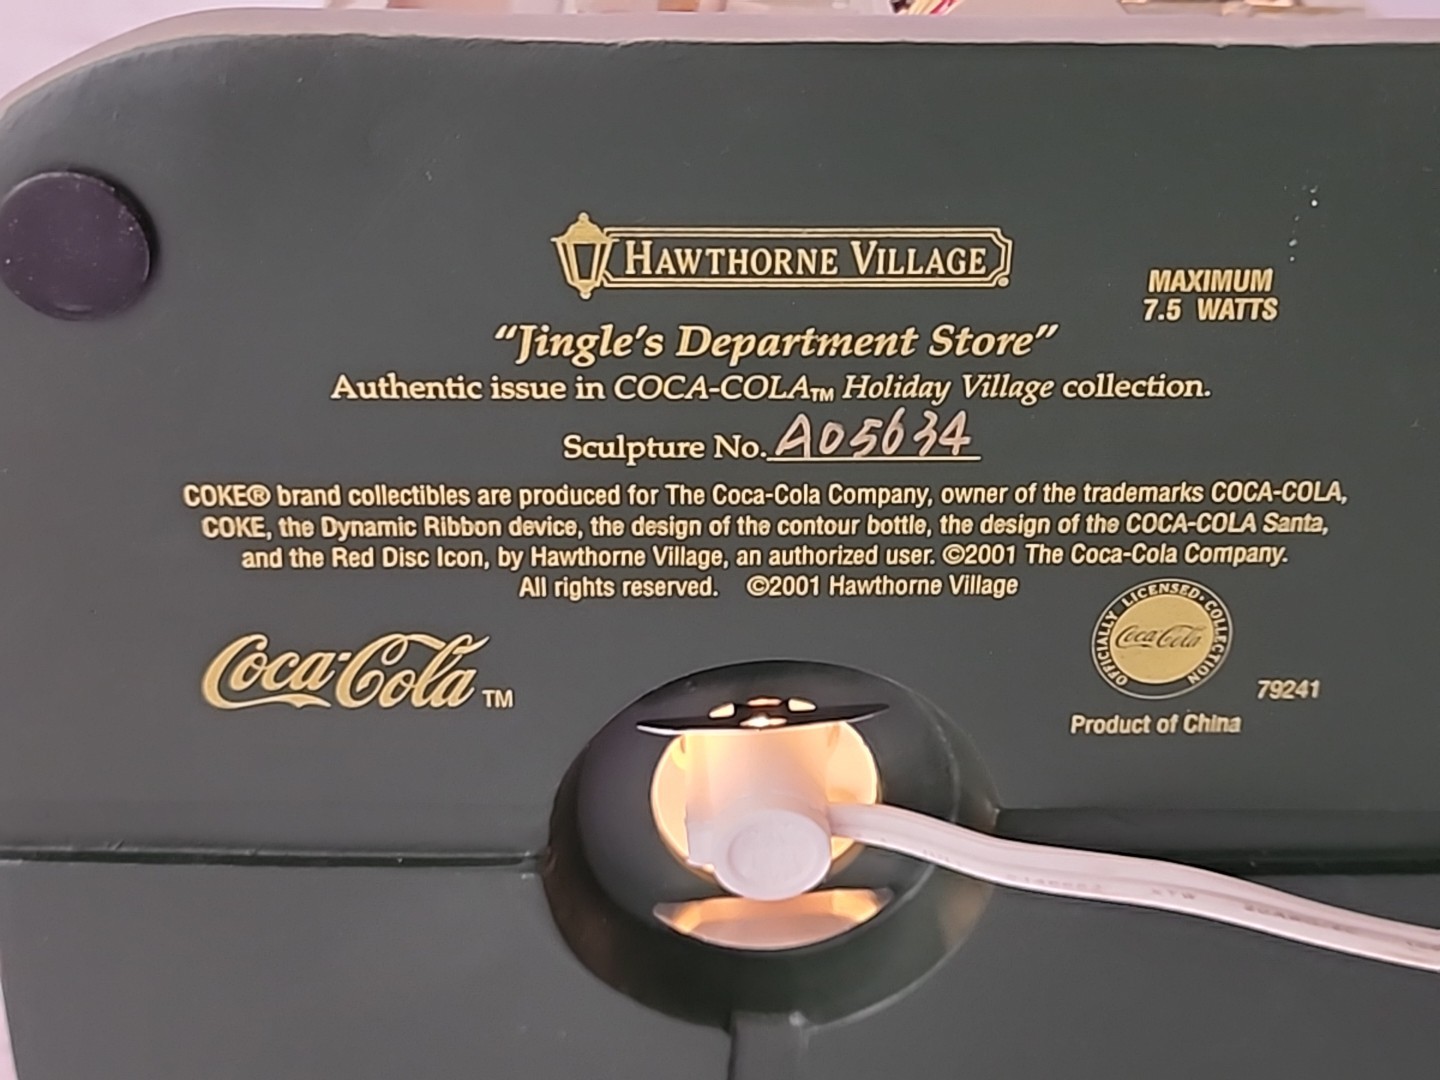 HAWTHORNE VILLAGE®
MAXIMUM
7.5 WATTS
“Jingle’s Department Store”
Authentic issue in COCA-COLA™ Holiday Village collection.
Sculpture No. A05634
COKE® brand collectibles are produced for The Coca-Cola Company, owner of the trademarks COCA-COLA,
COKE, the Dynamic Ribbon device, the design of the contour bottle, the design of the COCA-COLA Santa,
and the Red Disc Icon, by Hawthorne Village, an authorized user. ©2001 The Coca-Cola Company.
All rights reserved. ©2001 Hawthorne Village
Coca-Cola™
OFFICIALLY LICENSED COLLECTION
Coca-Cola
79241
Product of China